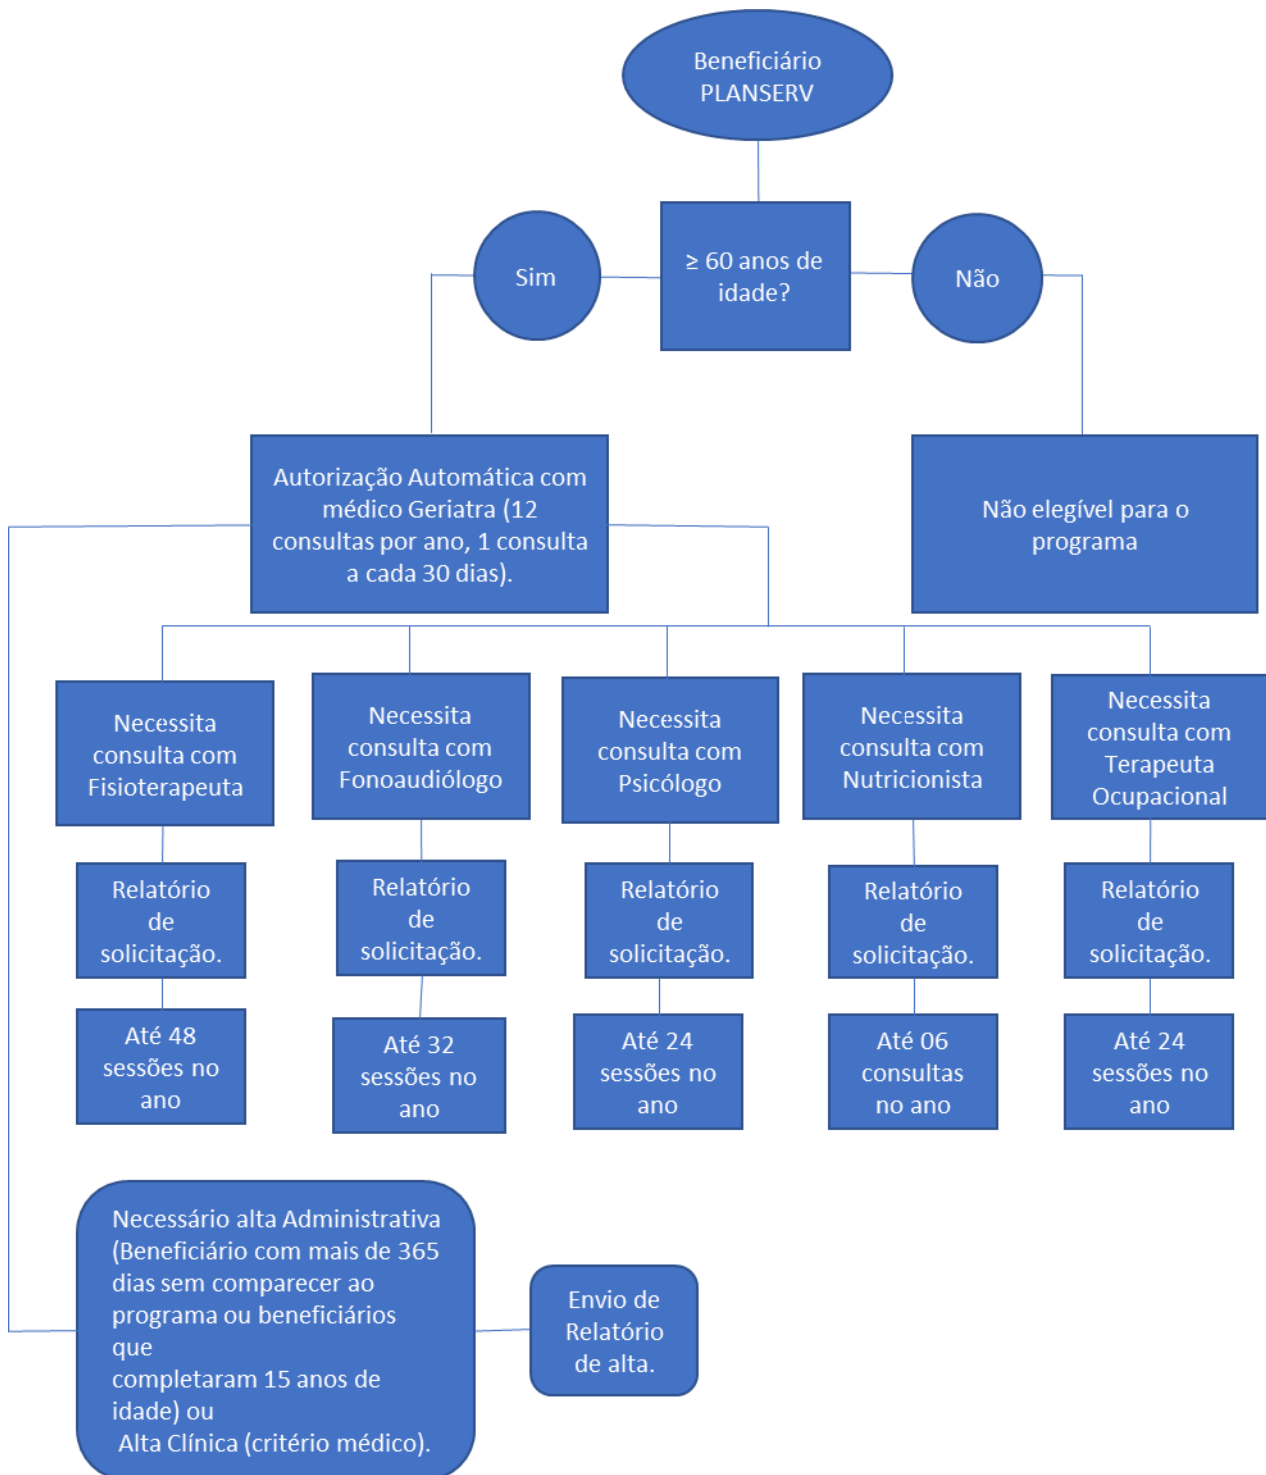 Beneficiário
PLANSERV
Sim
≥ 60 anos de
idade?
Não
Autorização Automática com
médico Geriatra (12
consultas por ano, 1 consulta
a cada 30 dias).
Não elegível para o
programa
Necessita
consulta com
Fisioterapeuta
Necessita
consulta com
Fonoaudiólogo
Necessita
consulta com
Psicólogo
Necessita
consulta com
Nutricionista
Necessita
consulta com
Terapeuta
Ocupacional
Relatório
de
solicitação.
Relatório
de
solicitação.
Relatório
de
solicitação.
Relatório
de
solicitação.
Relatório
de
solicitação.
Até 48
sessões no
ano
Até 32
sessões no
ano
Até 24
sessões no
ano
Até 06
consultas
no ano
Até 24
sessões no
ano
Necessário alta Administrativa
(Beneficiário com mais de 365
dias sem comparecer ao
programa ou beneficiários
que
completaram 15 anos de
idade) ou
Alta Clínica (critério médico).
Envio de
Relatório
de alta.